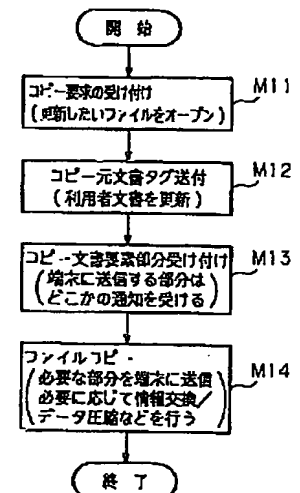 開 始
コピー要求の受け付け
(更新したいファイルをオープン)
M11
コピー元文書タグ送付
(利用者文書を更新)
M12
コピー文書要求部分受け付け
(端末に送信する部分は
どこかの通知を受ける)
M13
ファイルコピー
(必要な部分を端末に送信
必要に応じて情報交換/
データ圧縮などを行う)
M14
終 了